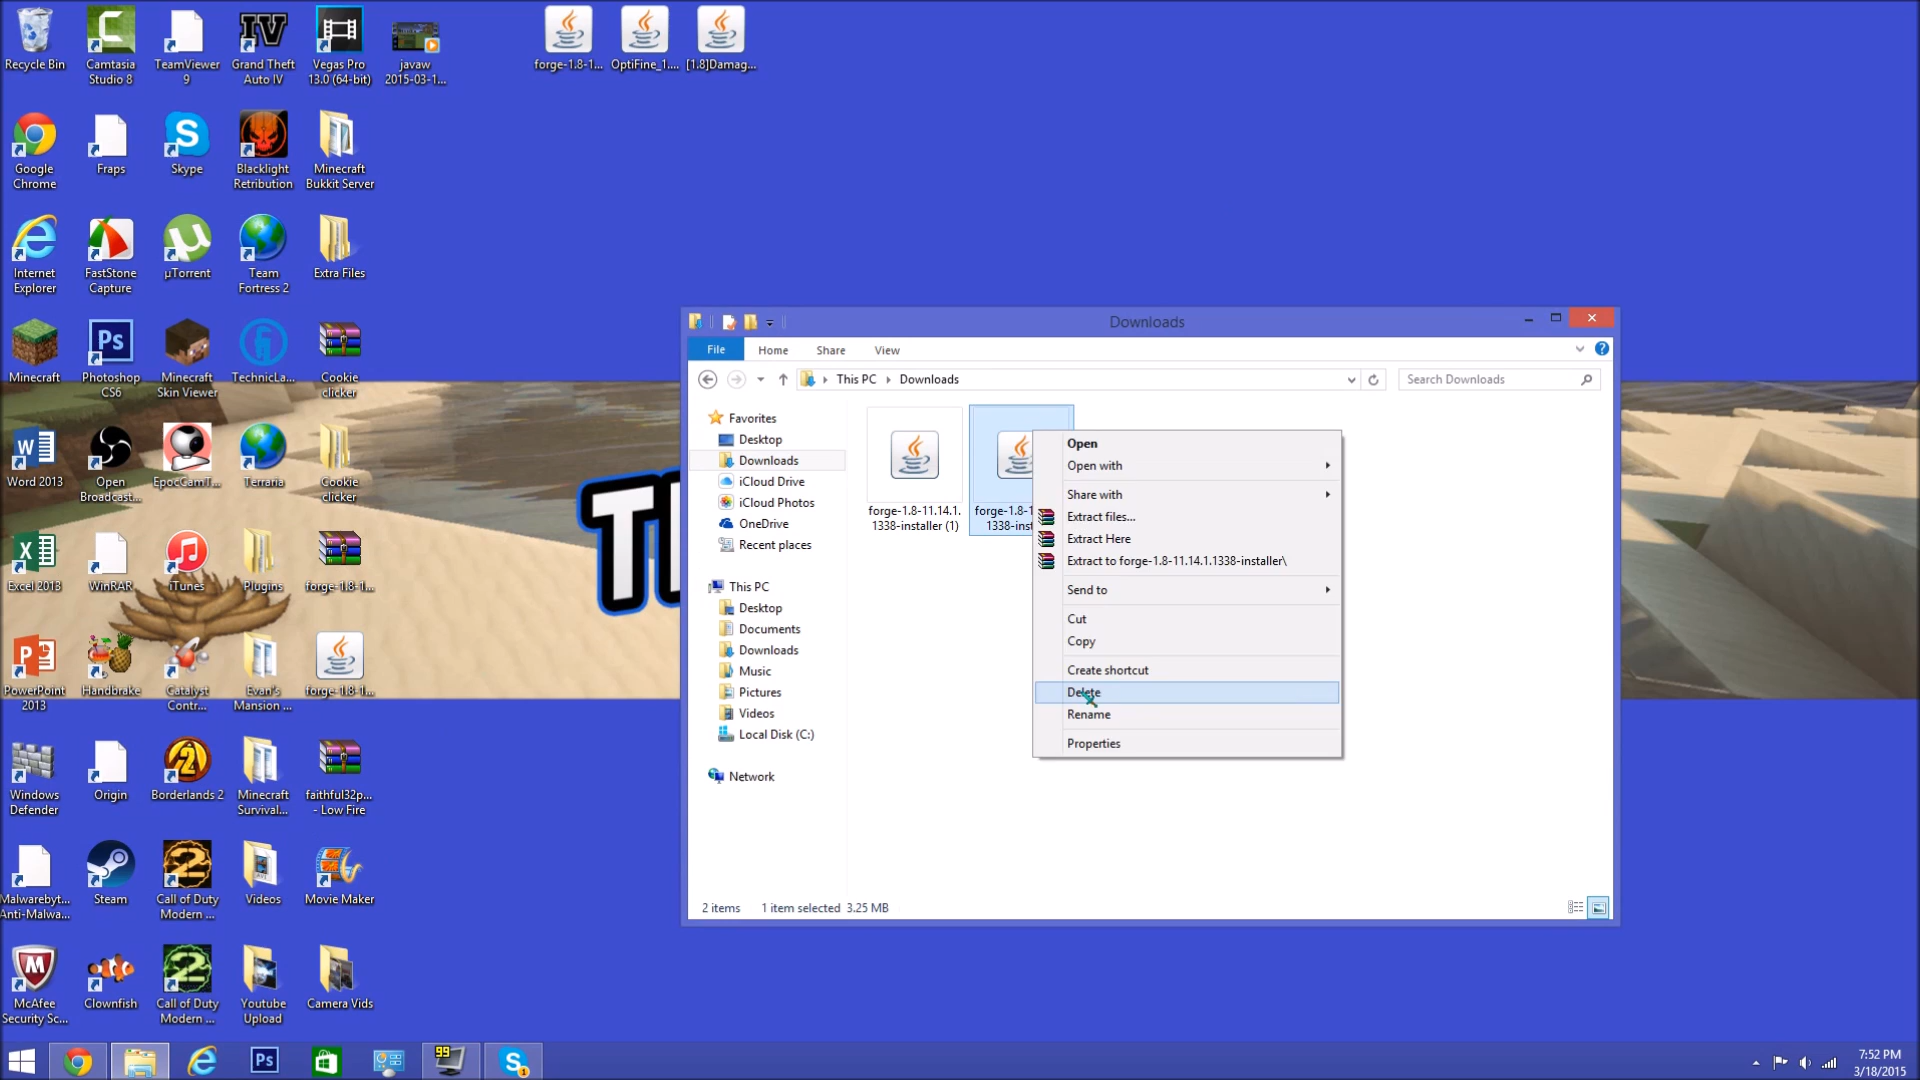 Recycle Bin
Camtasia
Studio 8
TeamViewer
9
IV
Grand Theft
Auto IV
Vegas Pro
13.0 (64-bit)
javaw
2015-03-1...
forge-1.8-1...
OptiFine_1....
[1.8]Damag...
Google
Chrome
Fraps
Skype
Blacklight
Retribution
Minecraft
Bukkit Server
Internet
Explorer
FastStone
Capture
µTorrent
Team
Fortress 2
Extra Files
Minecraft
Ps
Photoshop
CS6
Minecraft
Skin Viewer
TechnicLa...
Cookie
clicker
Word 2013
Open
Broadcast...
EpocCamT...
Terraria
Cookie
clicker
Excel 2013
WinRAR
iTunes
Plugins
forge-1.8-1...
PowerPoint
2013
Handbrake
Catalyst
Contr...
Evan's
Mansion ...
forge-1.8-1...
Windows
Defender
Origin
Borderlands 2
Minecraft
Survival...
faithful32p...
- Low Fire
Malwarebyt...
Anti-Malwa...
Steam
Call of Duty
Modern ...
Videos
Movie Maker
McAfee
Security Sc...
Clownfish
Call of Duty
Modern ...
Youtube
Upload
Camera Vids
Downloads
File
Home
Share
View
This PC
Downloads
Search Downloads
Favorites
Desktop
Downloads
iCloud Drive
iCloud Photos
OneDrive
Recent places
This PC
Desktop
Documents
Downloads
Music
Pictures
Videos
Local Disk (C:)
Network
forge-1.8-11.14.1.
1338-installer (1)
forge-1.8-1
1338-inst
Open
Open with
Share with
Extract files...
Extract Here
Extract to forge-1.8-11.14.1.1338-installer\
Send to
Cut
Copy
Create shortcut
Delete
Rename
Properties
2 items
1 item selected 3.25 MB
Ps
99
1
7:52 PM
3/18/2015